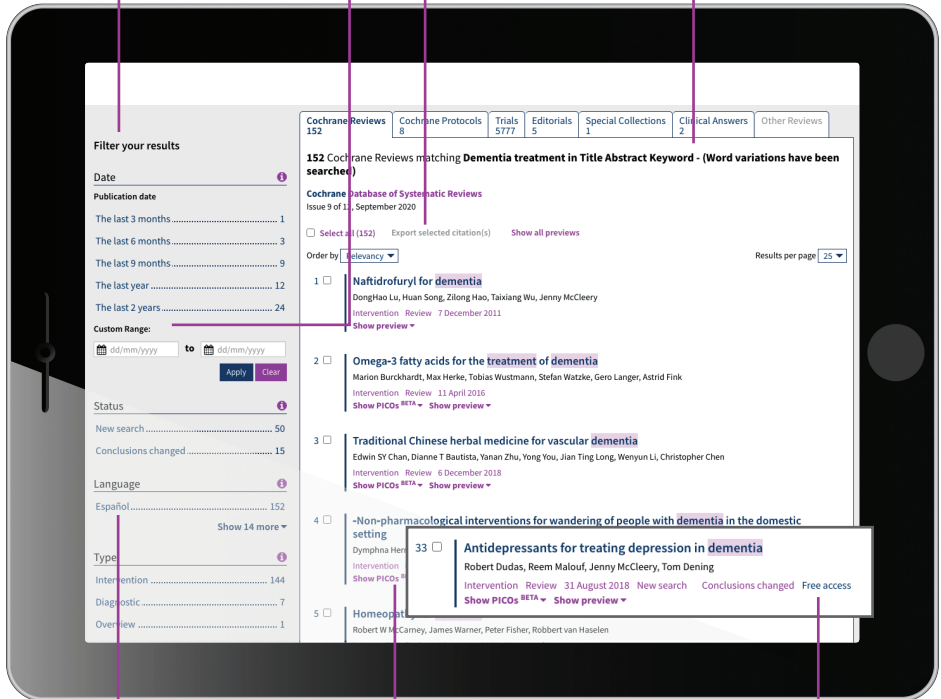 Filter your results
Date
Publication date
The last 3 months 1
The last 6 months 3
The last 9 months 9
The last year 12
The last 2 years 24
Custom Range:
dd/mm/yyyy to dd/mm/yyyy
Apply Clear
Status
New search 50
Conclusions changed 15
Language
Español 152
Show 14 more
Type
Intervention 144
Diagnostic 7
Overview 1
Cochrane Reviews 152
Cochrane Protocols 8
Trials 5777
Editorials 5
Special Collections 1
Clinical Answers 2
Other Reviews
152 Cochrane Reviews matching Dementia treatment in Title Abstract Keyword - (Word variations have been
searched)
Cochrane Database of Systematic Reviews
Issue 9 of 12, September 2020
Select all (152) Export selected citation(s) Show all previews
Order by Relevancy Results per page 25
1 Naftidrofuryl for dementia
DongHao Lu, Huan Song, Zilong Hao, Taixiang Wu, Jenny McCleery
Intervention Review 7 December 2011
Show preview
2 Omega-3 fatty acids for the treatment of dementia
Marion Burckhardt, Max Herke, Tobias Wustmann, Stefan Watzke, Gero Langer, Astrid Fink
Intervention Review 11 April 2016
Show PICOs BETA Show preview
3 Traditional Chinese herbal medicine for vascular dementia
Edwin SY Chan, Dianne T Bautista, Yanan Zhu, Yong You, Jian Ting Long, Wenyun Li, Christopher Chen
Intervention Review 6 December 2018
Show PICOs BETA Show preview
4 -Non-pharmacological interventions for wandering of people with dementia in the domestic
setting
Dymphna
Intervention
Show PICOs
33 Antidepressants for treating depression in dementia
Robert Dudas, Reem Malouf, Jenny McCleery, Tom Dening
Intervention Review 31 August 2018 New search Conclusions changed Free access
Show PICOs BETA Show preview
5
Robert W McCarney, James Warner, Peter Fisher, Robbert van Haselen